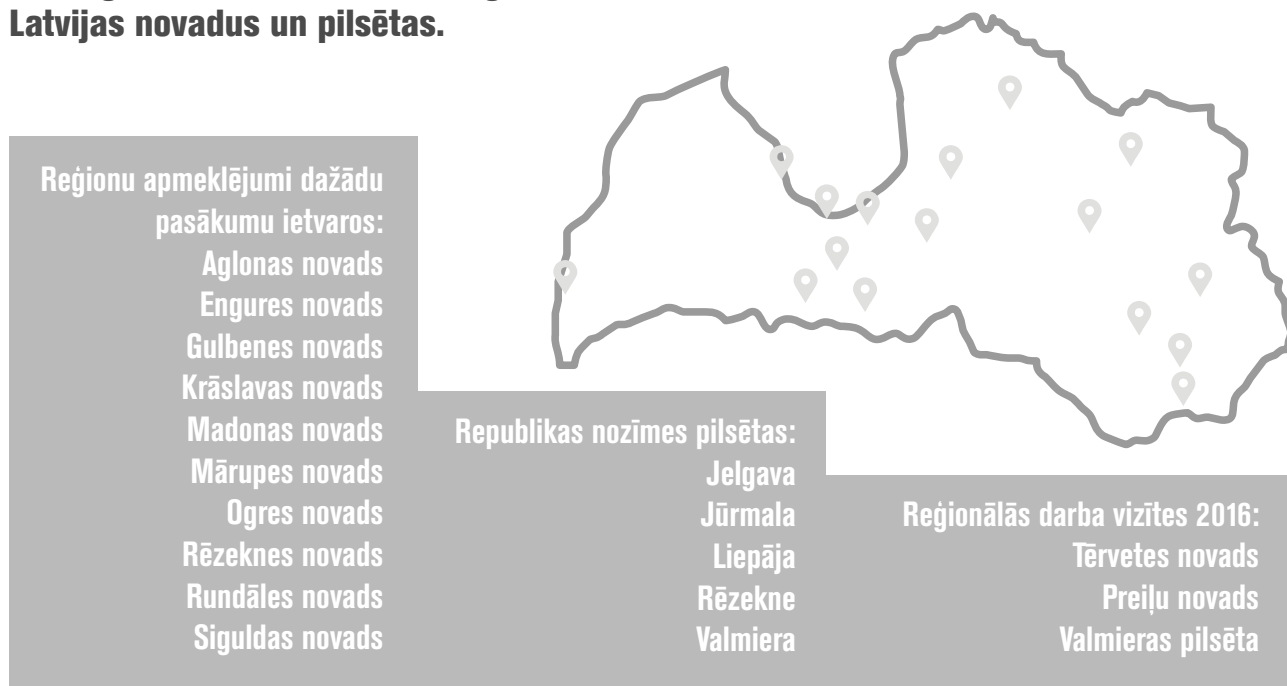 Latvijas novadus un pilsētas.
Reģionu apmeklējumi dažādu
pasākumu ietvaros:
Aglonas novads
Engures novads
Gulbenes novads
Krāslavas novads
Madonas novads
Mārupes novads
Ogres novads
Rēzeknes novads
Rundāles novads
Siguldas novads
Republikas nozīmes pilsētas:
Jelgava
Jūrmala
Liepāja
Rēzekne
Valmiera
Reģionālās darba vizītes 2016:
Tērvetes novads
Preiļu novads
Valmieras pilsēta